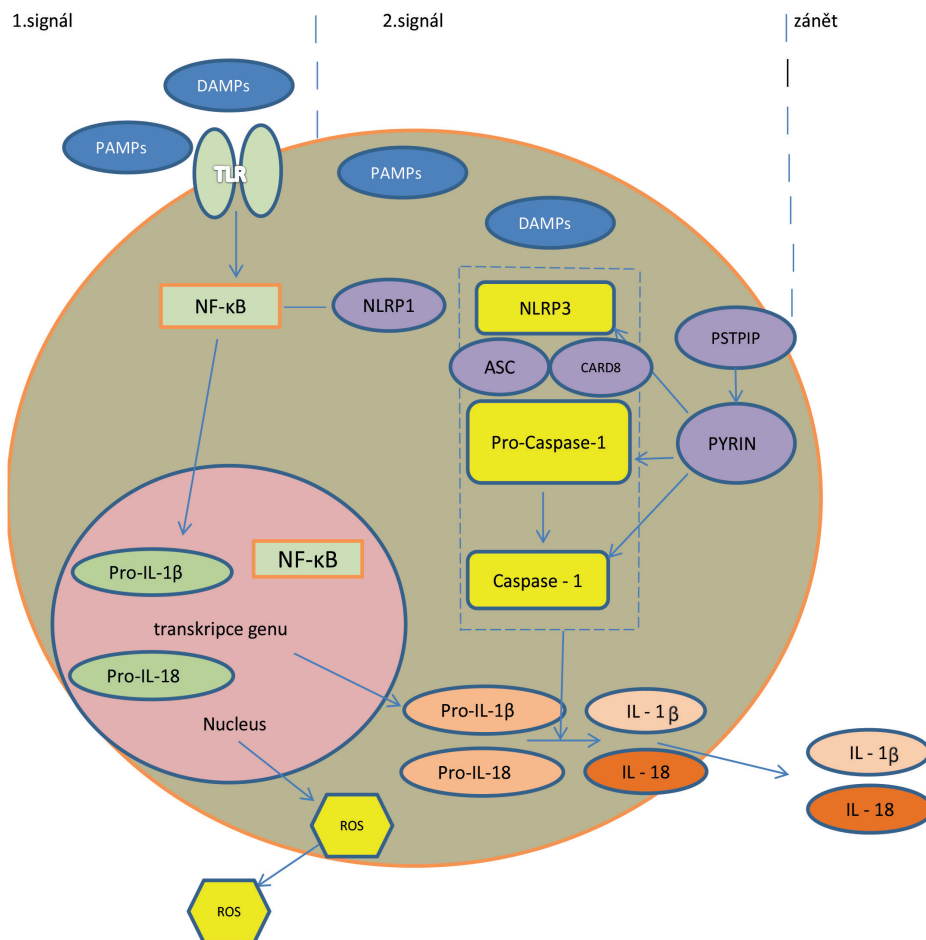 1.signál
2.signál
zánět
DAMPs
PAMPs
TLR
PAMPs
DAMPs
NF-κB
NLRP1
NLRP3
PSTPIP
ASC
CARD8
Pro-Caspase-1
PYRIN
Pro-IL-1β
NF-κB
Caspase - 1
transkripce genu
Pro-IL-18
Nucleus
Pro-IL-1β
IL - 1β
Pro-IL-18
IL - 18
IL - 1β
IL - 18
ROS
ROS